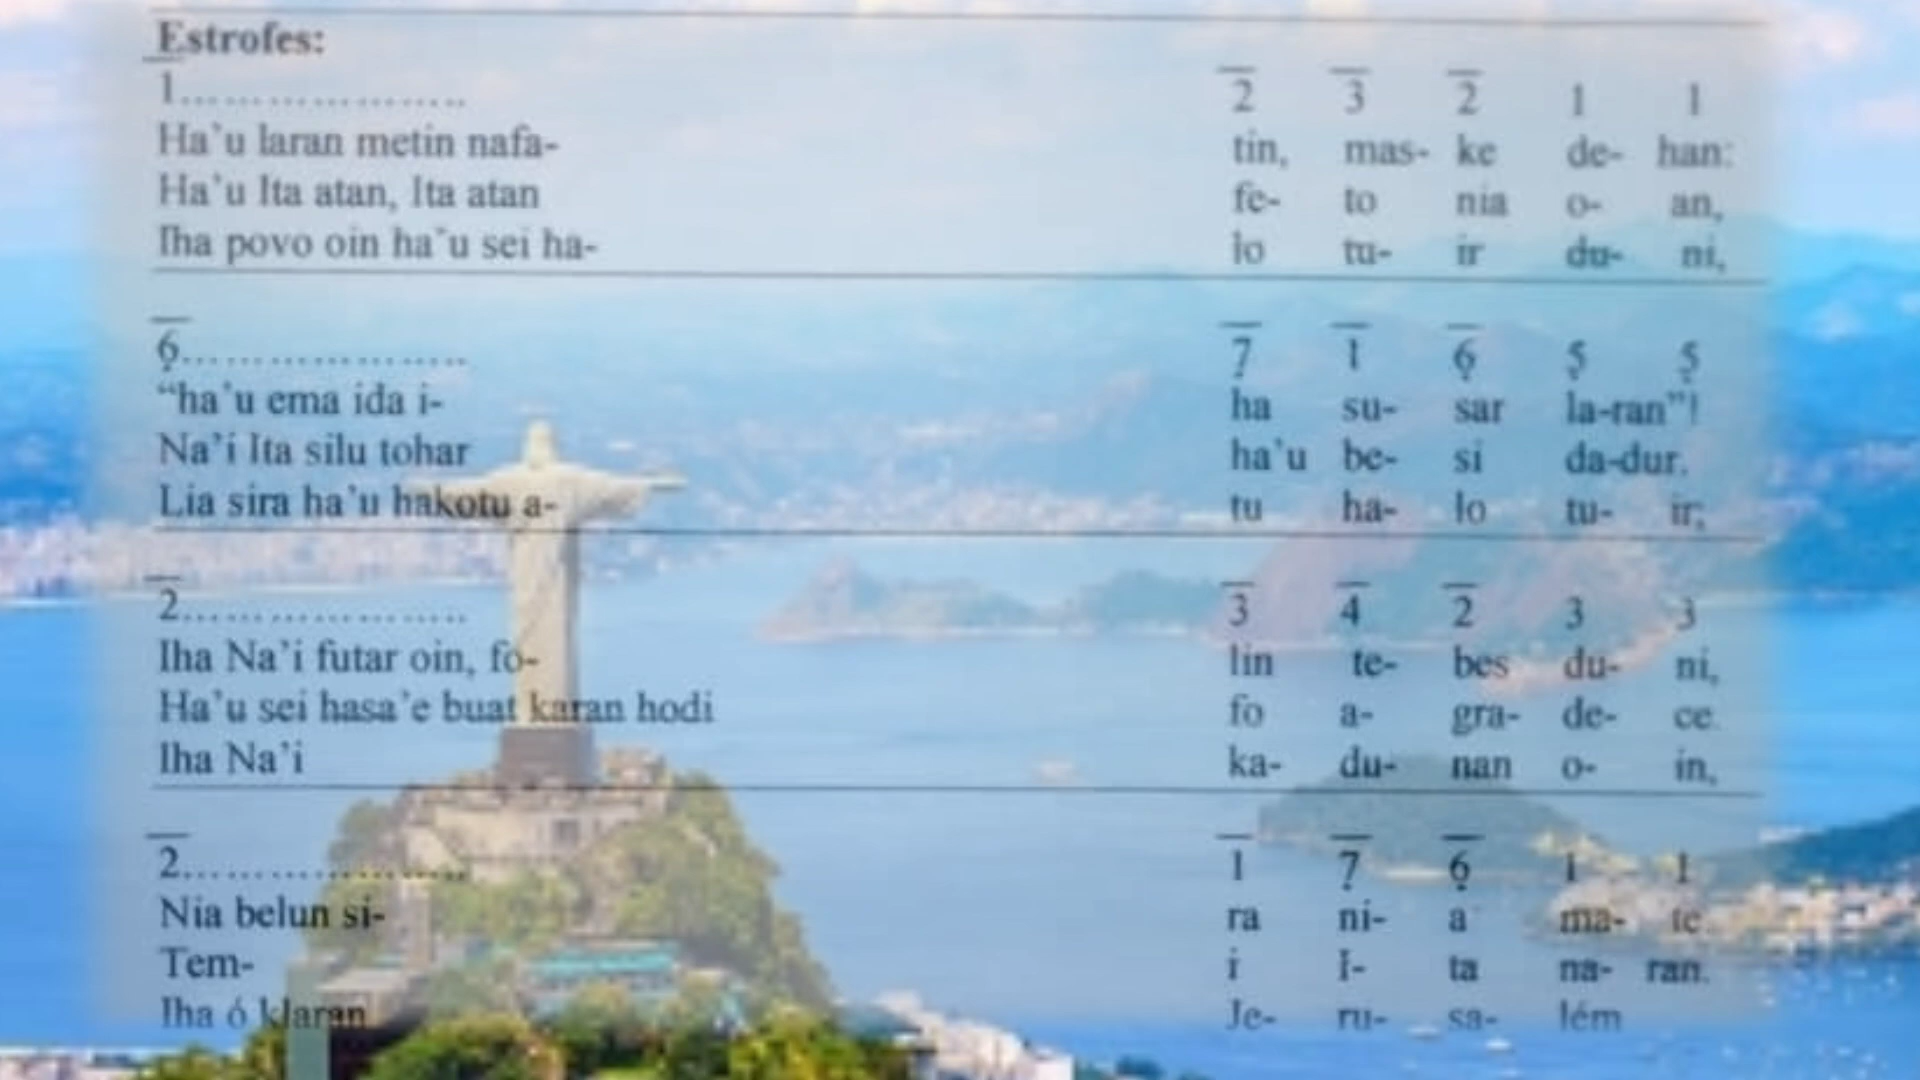 Estrofes:
1..................... 2 3 2 1 1
Ha'u laran metin nafa- tin, mas- ke de- han:
Ha'u Ita atan, Ita atan fe- to nia o- an,
Iha povo oin ha'u sei ha- lo tu- ir du- ni,
6̣..................... 7̣ 1 6̣ 5̣ 5̣
“ha'u ema ida i- ha su- sar la-ran”!
Na'i Ita silu tohar ha'u be- si da-dur.
Lia sira ha'u hakotu a- tu ha- lo tu- ir,
2..................... 3 4 2 3 3
Iha Na'i futar oin, fo- lin te- bes du- ni,
Ha'u sei hasa'e buat karan hodi fo a- gra- de- ce.
Iha Na'i ka- du- nan o- in,
2..................... 1 7̣ 6̣ 1 1
Nia belun si- ra ni- a ma- te.
Tem- i I- ta na- ran.
Iha ó klaran Je- ru- sa- lém